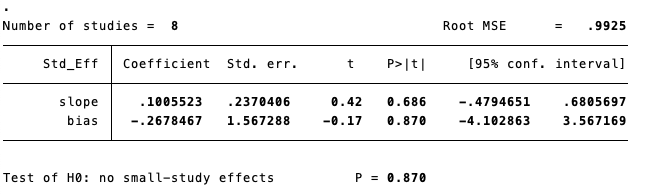 .
Number of studies =  8                                 Root MSE      =   .9925
Std_Eff   Coefficient  Std. err.      t    P>|t|     [95% conf. interval]
slope    .1005523   .2370406     0.42   0.686    -.4794651    .6805697
bias   -.2678467   1.567288    -0.17   0.870    -4.102863    3.567169
Test of H0: no small-study effects          P = 0.870